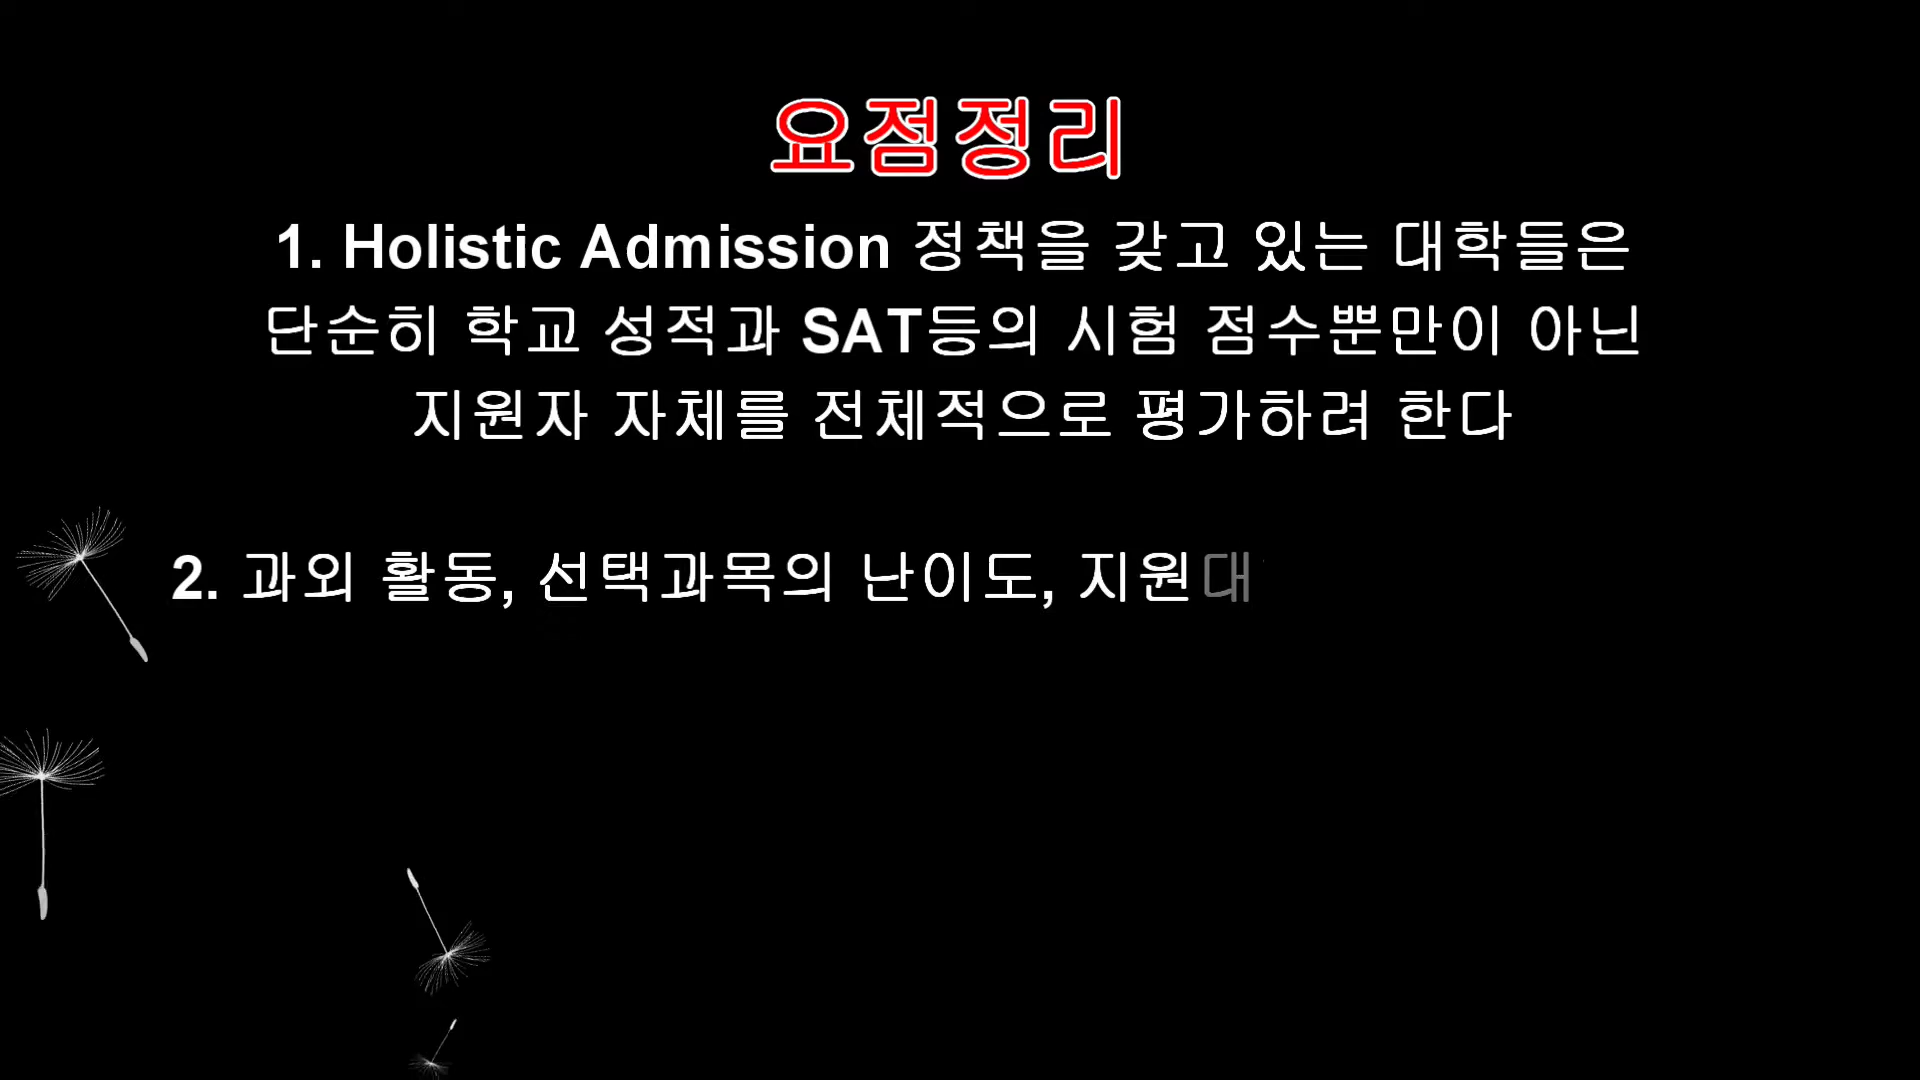 요점정리
1. Holistic Admission 정책을 갖고 있는 대학들은
단순히 학교 성적과 SAT등의 시험 점수뿐만이 아닌
지원자 자체를 전체적으로 평가하려 한다
2. 과외 활동, 선택과목의 난이도, 지원대